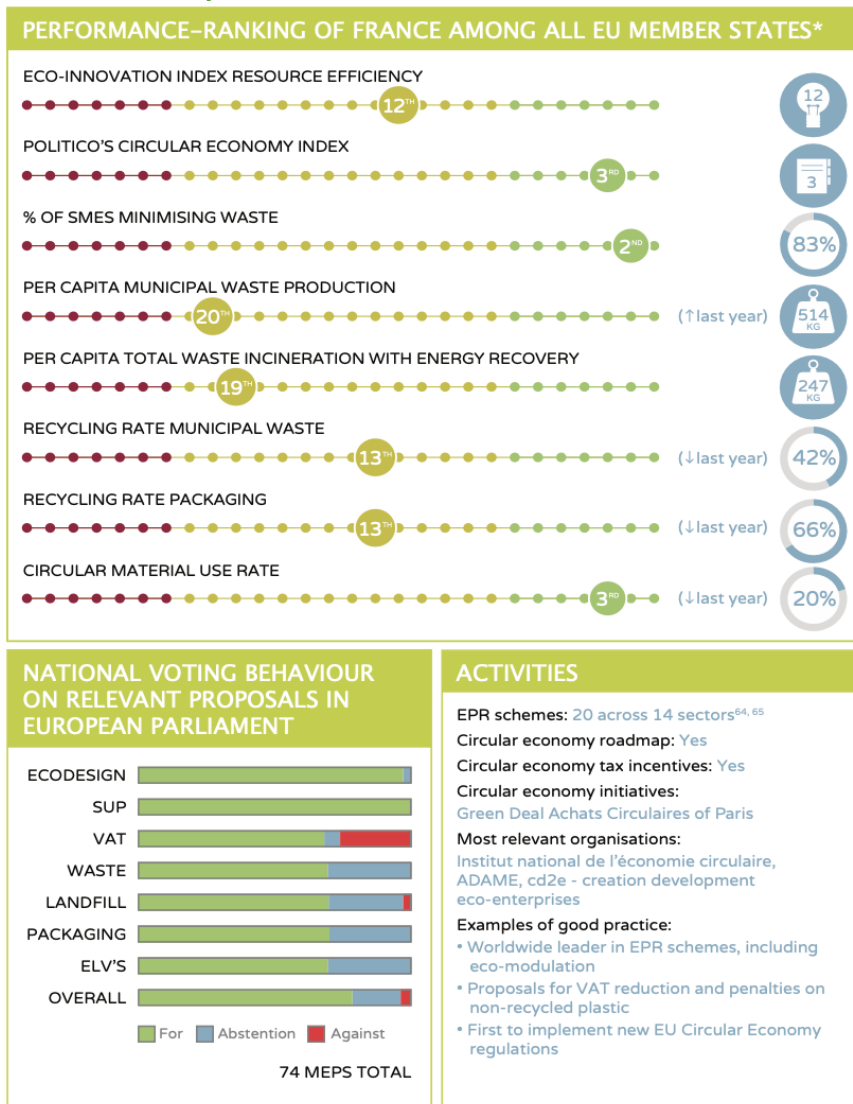 PERFORMANCE-RANKING OF FRANCE AMONG ALL EU MEMBER STATES*
ECO-INNOVATION INDEX RESOURCE EFFICIENCY
12TH
12
POLITICO'S CIRCULAR ECONOMY INDEX
3RD
3
% OF SMES MINIMISING WASTE
2ND
83%
PER CAPITA MUNICIPAL WASTE PRODUCTION
20TH
(↑last year)
514
KG
PER CAPITA TOTAL WASTE INCINERATION WITH ENERGY RECOVERY
19TH
247
KG
RECYCLING RATE MUNICIPAL WASTE
13TH
(↓last year)
42%
RECYCLING RATE PACKAGING
13TH
(↓last year)
66%
CIRCULAR MATERIAL USE RATE
3RD
(↓last year)
20%
NATIONAL VOTING BEHAVIOUR
ON RELEVANT PROPOSALS IN
EUROPEAN PARLIAMENT
ECODESIGN
SUP
VAT
WASTE
LANDFILL
PACKAGING
ELV'S
OVERALL
For Abstention Against
74 MEPS TOTAL
ACTIVITIES
EPR schemes: 20 across 14 sectors64, 65
Circular economy roadmap: Yes
Circular economy tax incentives: Yes
Circular economy initiatives:
Green Deal Achats Circulaires of Paris
Most relevant organisations:
Institut national de l'économie circulaire,
ADAME, cd2e - creation development
eco-enterprises
Examples of good practice:
• Worldwide leader in EPR schemes, including
eco-modulation
• Proposals for VAT reduction and penalties on
non-recycled plastic
• First to implement new EU Circular Economy
regulations